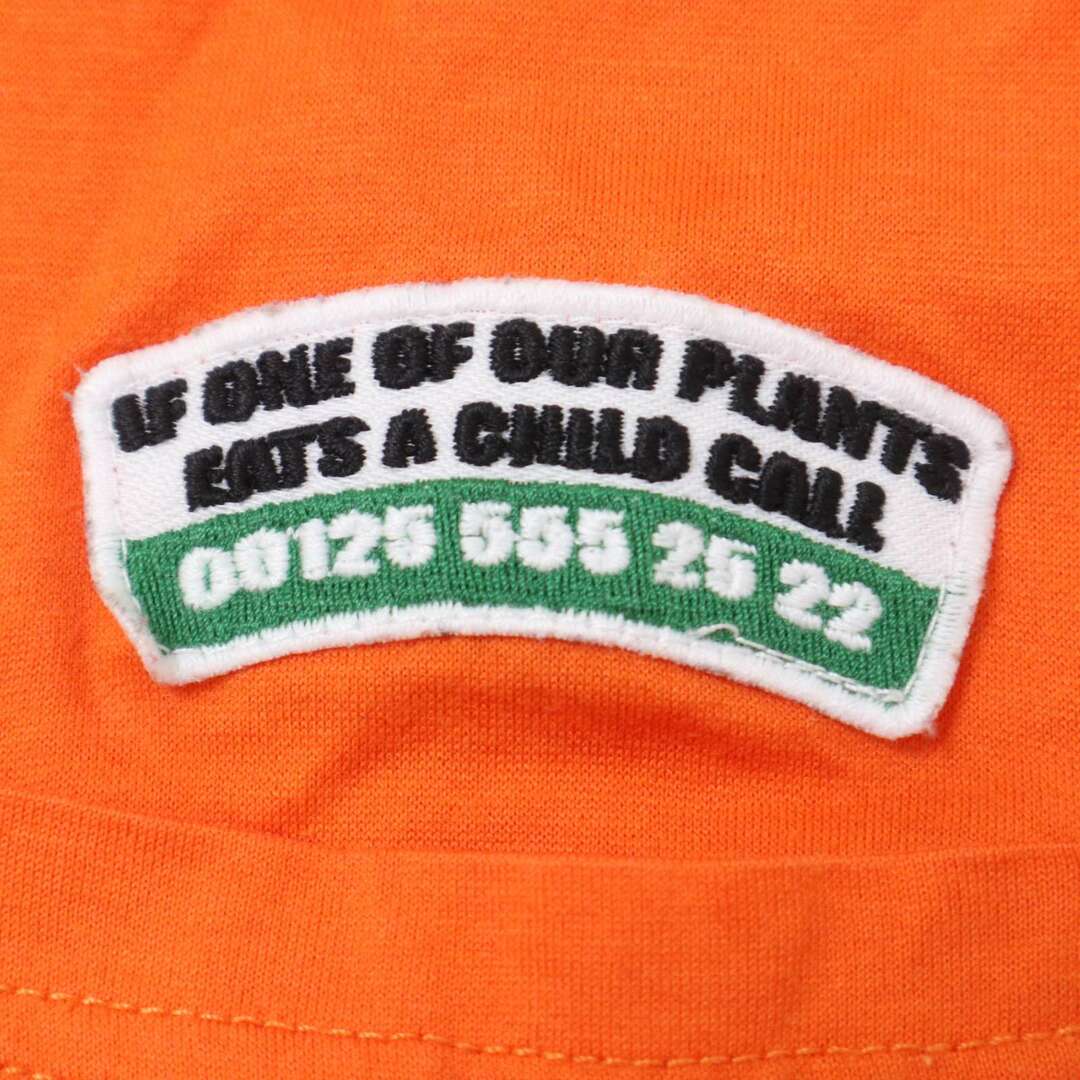 IF ONE OF OUR PLANTS
EATS A CHILD CALL
00125 555 25 22